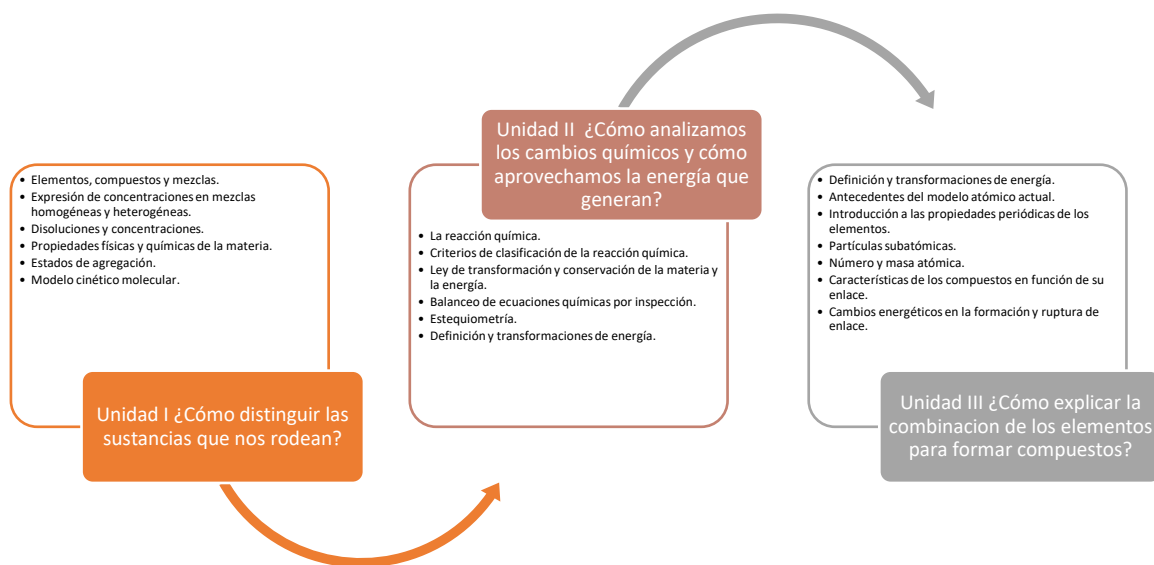 • Elementos, compuestos y mezclas.
• Expresión de concentraciones en mezclas
homogéneas y heterogéneas.
• Disoluciones y concentraciones.
• Propiedades físicas y químicas de la materia.
• Estados de agregación.
• Modelo cinético molecular.
Unidad I ¿Cómo distinguir las
sustancias que nos rodean?
Unidad II ¿Cómo analizamos
los cambios químicos y cómo
aprovechamos la energía que
generan?
• La reacción química.
• Criterios de clasificación de la reacción química.
• Ley de transformación y conservación de la materia y
la energía.
• Balanceo de ecuaciones químicas por inspección.
• Estequiometría.
• Definición y transformaciones de energía.
• Definición y transformaciones de energía.
• Antecedentes del modelo atómico actual.
• Introducción a las propiedades periódicas de los
elementos.
• Partículas subatómicas.
• Número y masa atómica.
• Características de los compuestos en función de su
enlace.
• Cambios energéticos en la formación y ruptura de
enlace.
Unidad III ¿Cómo explicar la
combinacion de los elementos
para formar compuestos?